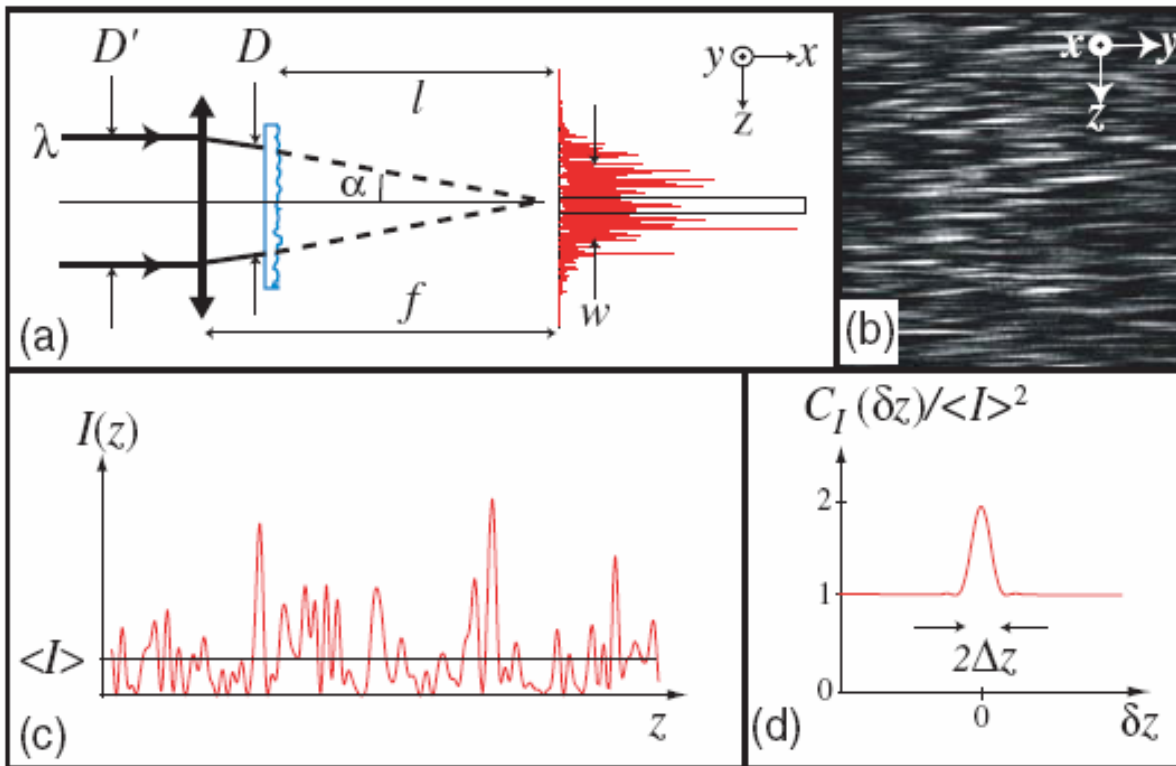 D' D l y x z
λ α
f w
(a)
x y z
(b)
I(z)
<I>
z
(c)
C_I (δz)/<I>²
2
1
2Δz
0
0
δz
(d)